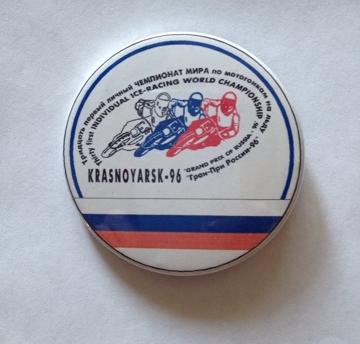 Тридцать первый личный ЧЕМПИОНАТ МИРА по мотогонкам на льду
Thirty first INDIVIDUAL ICE-RACING WORLD CHAMPIONSHIP
"GRAND PRIX OF RUSSIA, 96"
KRASNOYARSK-96
"Гран-При России-96"